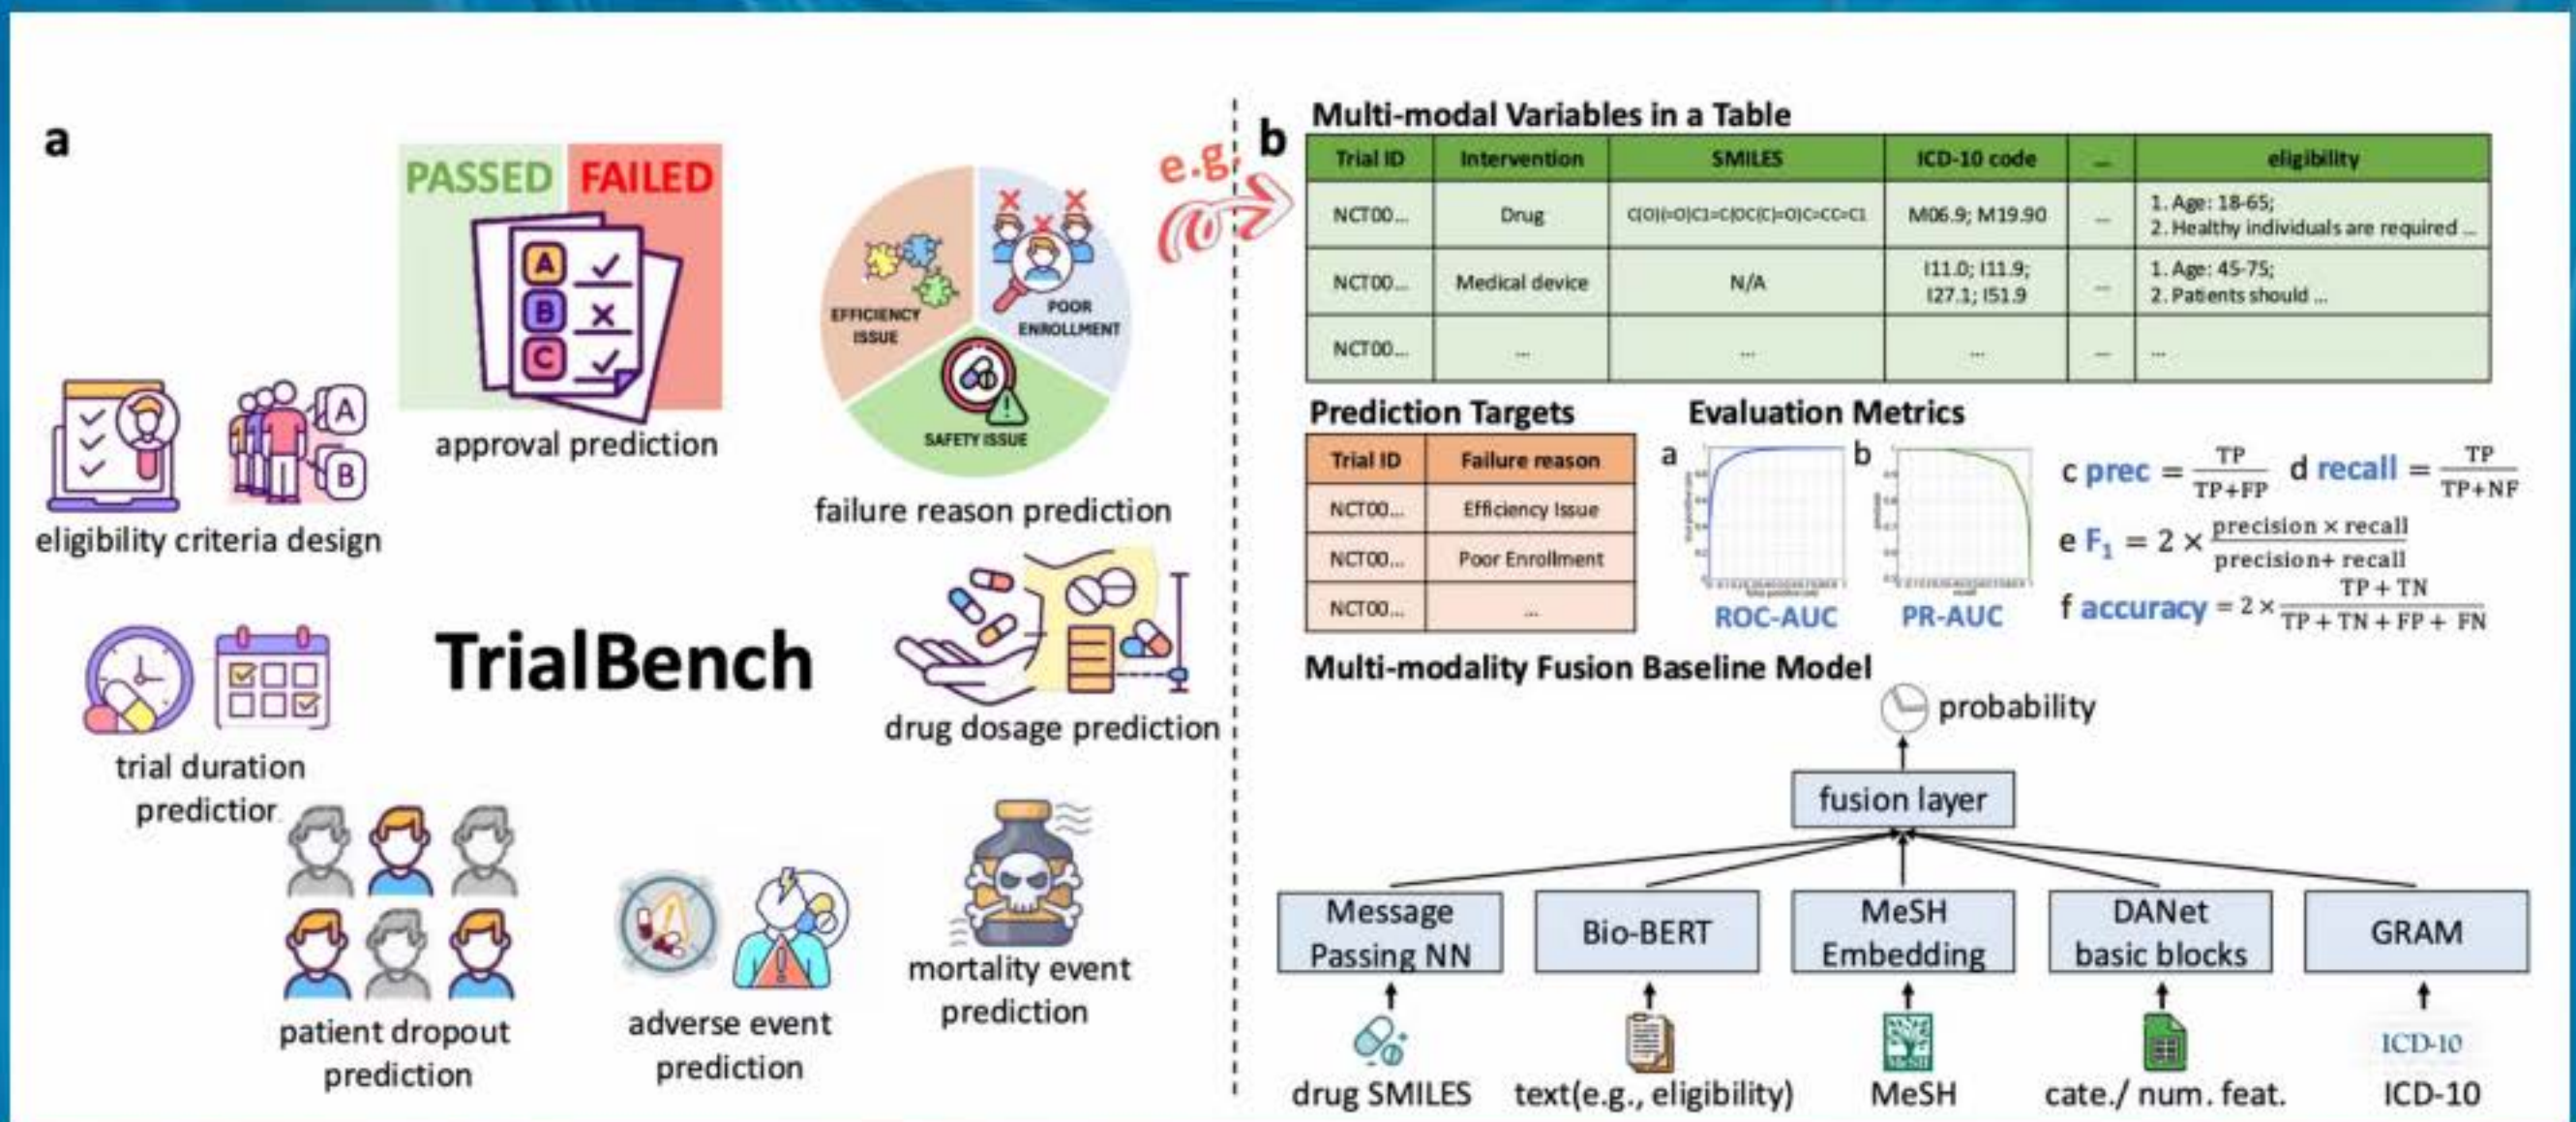 a
PASSED FAILED
A
B
C
approval prediction
EFFICIENCY
ISSUE
POOR
ENROLLMENT
SAFETY ISSUE
failure reason prediction
A
B
eligibility criteria design
TrialBench
drug dosage prediction
trial duration
predictior
patient dropout
prediction
adverse event
prediction
mortality event
prediction
e.g.
b
Multi-modal Variables in a Table
Trial ID Intervention SMILES ICD-10 code ... eligibility
NCT00... Drug C(O)(=O)C1=C(OC(C)=O)C=CC=C1 M06.9; M19.90 ... 1. Age: 18-65;
2. Healthy individuals are required ...
NCT00... Medical device N/A I11.0; I11.9; ... 1. Age: 45-75;
I27.1; I51.9 2. Patients should ...
NCT00... ... ... ... ... ...
Prediction Targets
Trial ID Failure reason
NCT00... Efficiency Issue
NCT00... Poor Enrollment
NCT00... ...
Evaluation Metrics
a
ROC-AUC
b
PR-AUC
c prec = TP / TP+FP d recall = TP / TP+NF
e F₁ = 2 × precision × recall / precision+ recall
f accuracy = 2 × TP + TN / TP + TN + FP + FN
Multi-modality Fusion Baseline Model
probability
fusion layer
Message
Passing NN
Bio-BERT
MeSH
Embedding
DANet
basic blocks
GRAM
MeSH
ICD-10
drug SMILES text(e.g., eligibility) MeSH cate./ num. feat. ICD-10